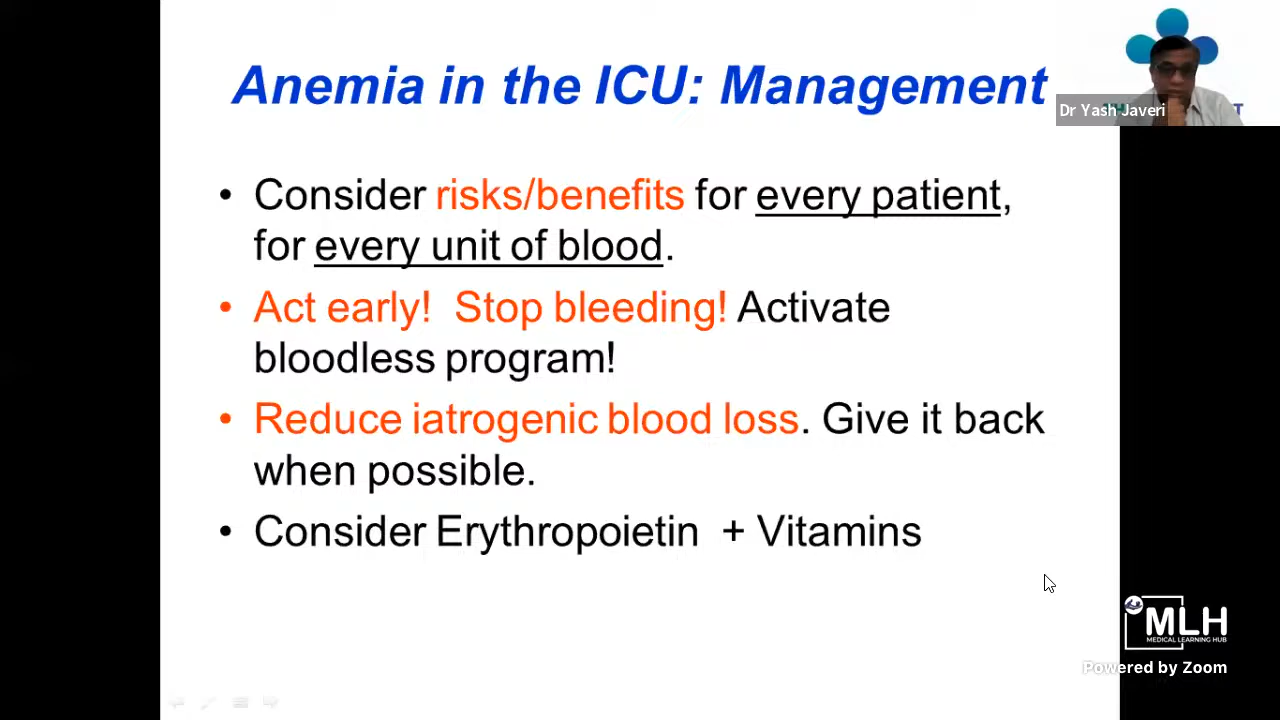 Anemia in the ICU: Management
Dr Yash Javeri
T
• Consider risks/benefits for every patient,
for every unit of blood.
• Act early!  Stop bleeding! Activate
bloodless program!
• Reduce iatrogenic blood loss. Give it back
when possible.
• Consider Erythropoietin  + Vitamins
MLH
MEDICAL LEARNING HUB
Powered by Zoom